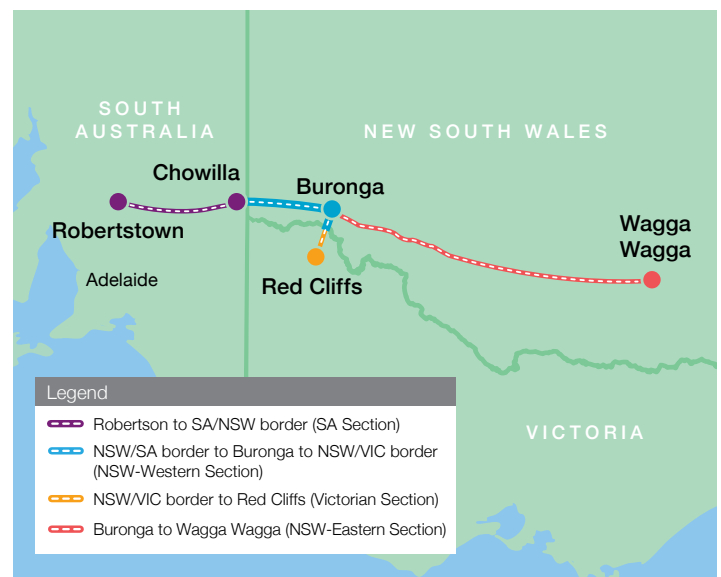 SOUTH
AUSTRALIA
NEW SOUTH WALES
Chowilla
Buronga
Robertstown
Wagga
Wagga
Adelaide
Red Cliffs
Legend
Robertson to SA/NSW border (SA Section)
NSW/SA border to Buronga to NSW/VIC border
(NSW-Western Section)
NSW/VIC border to Red Cliffs (Victorian Section)
Buronga to Wagga Wagga (NSW-Eastern Section)
VICTORIA